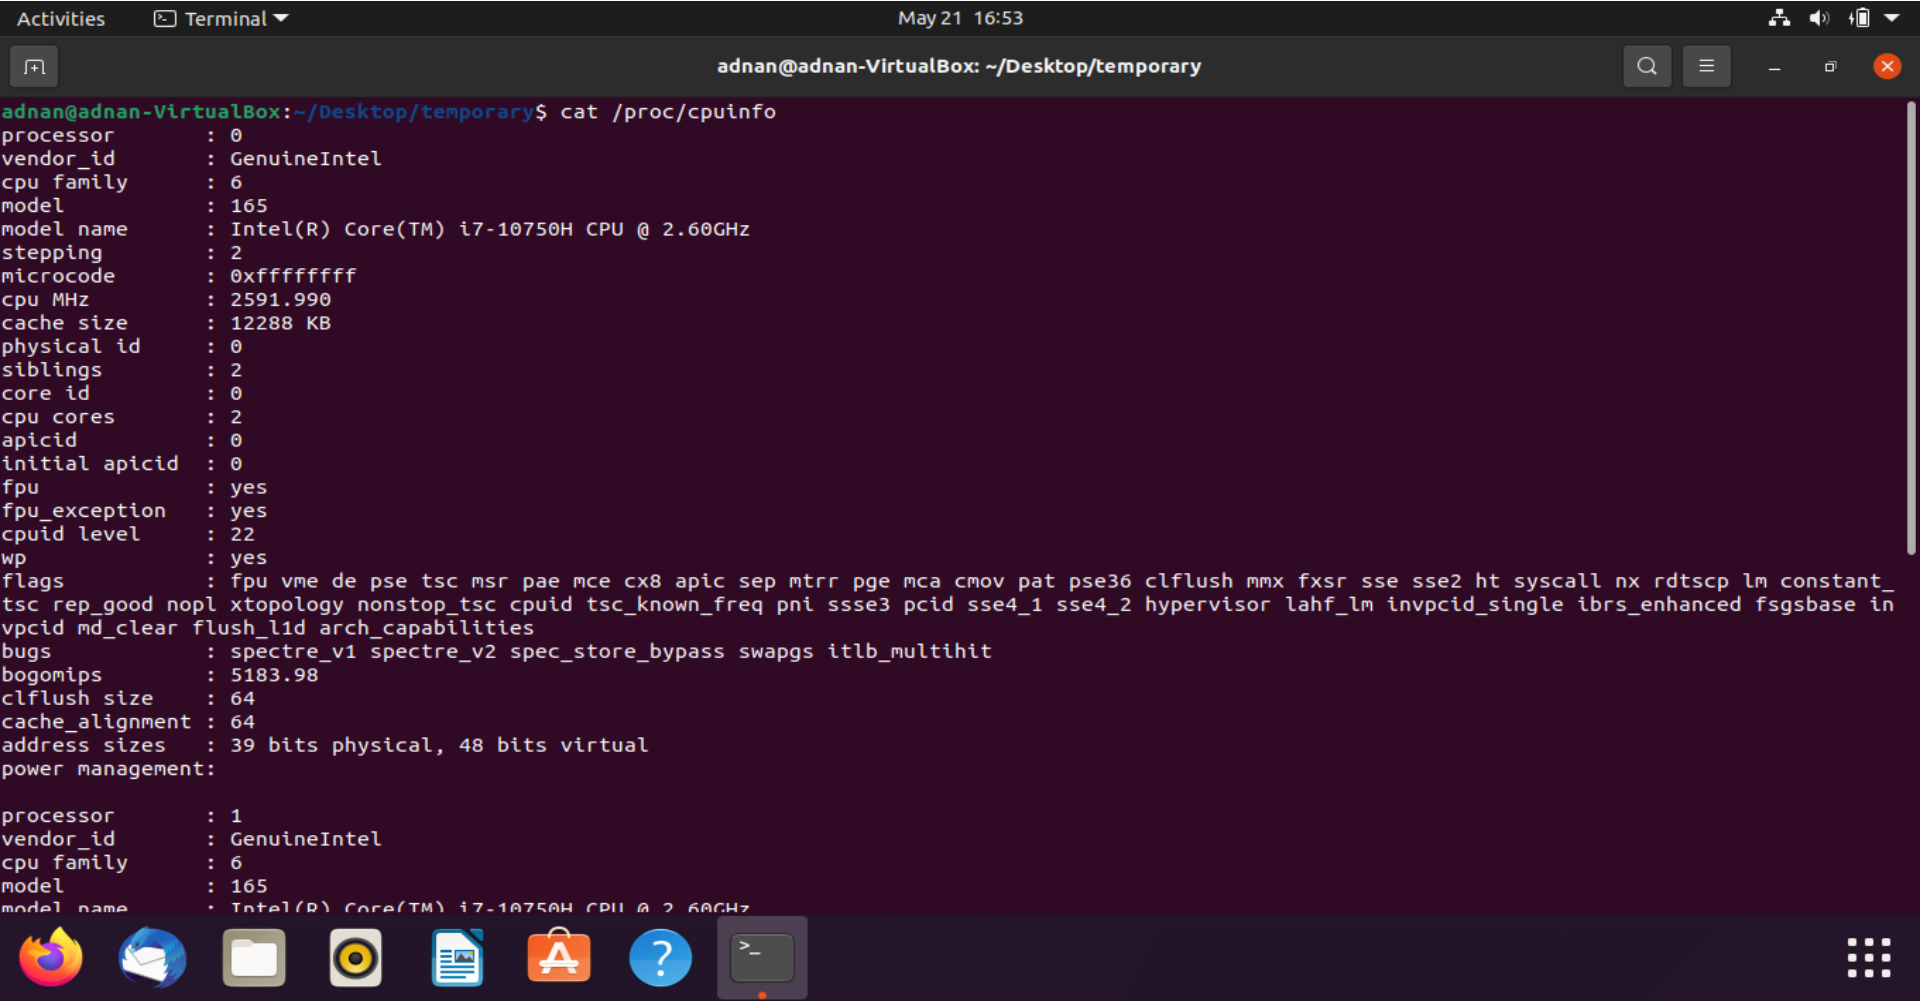 Activities
Terminal
May 21 16:53
adnan@adnan-VirtualBox: ~/Desktop/temporary
adnan@adnan-VirtualBox:~/Desktop/temporary$ cat /proc/cpuinfo
processor : 0
vendor_id : GenuineIntel
cpu family : 6
model : 165
model name : Intel(R) Core(TM) i7-10750H CPU @ 2.60GHz
stepping : 2
microcode : 0xffffffff
cpu MHz : 2591.990
cache size : 12288 KB
physical id : 0
siblings : 2
core id : 0
cpu cores : 2
apicid : 0
initial apicid : 0
fpu : yes
fpu_exception : yes
cpuid level : 22
wp : yes
flags : fpu vme de pse tsc msr pae mce cx8 apic sep mtrr pge mca cmov pat pse36 clflush mmx fxsr sse sse2 ht syscall nx rdtscp lm constant_
tsc rep_good nopl xtopology nonstop_tsc cpuid tsc_known_freq pni ssse3 pcid sse4_1 sse4_2 hypervisor lahf_lm invpcid_single ibrs_enhanced fsgsbase in
vpcid md_clear flush_l1d arch_capabilities
bugs : spectre_v1 spectre_v2 spec_store_bypass swapgs itlb_multihit
bogomips : 5183.98
clflush size : 64
cache_alignment : 64
address sizes : 39 bits physical, 48 bits virtual
power management:
processor : 1
vendor_id : GenuineIntel
cpu family : 6
model : 165
model name : Intel(R) Core(TM) i7-10750H CPU @ 2.60GHz